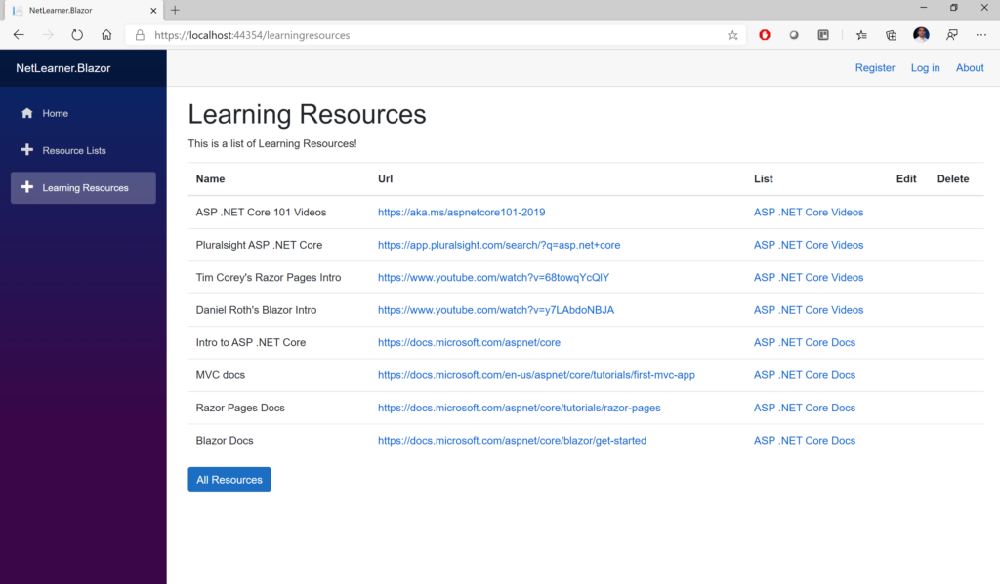 NetLearner.Blazor
https://localhost:44354/learningresources
NetLearner.Blazor
Register Log in About
Home
Resource Lists
Learning Resources
Learning Resources
This is a list of Learning Resources!
Name Url List Edit Delete
ASP .NET Core 101 Videos https://aka.ms/aspnetcore101-2019 ASP .NET Core Videos
Pluralsight ASP .NET Core https://app.pluralsight.com/search/?q=asp.net+core ASP .NET Core Videos
Tim Corey's Razor Pages Intro https://www.youtube.com/watch?v=68towqYcQlY ASP .NET Core Videos
Daniel Roth's Blazor Intro https://www.youtube.com/watch?v=y7LAbdoNBJA ASP .NET Core Videos
Intro to ASP .NET Core https://docs.microsoft.com/aspnet/core ASP .NET Core Docs
MVC docs https://docs.microsoft.com/en-us/aspnet/core/tutorials/first-mvc-app ASP .NET Core Docs
Razor Pages Docs https://docs.microsoft.com/aspnet/core/tutorials/razor-pages ASP .NET Core Docs
Blazor Docs https://docs.microsoft.com/aspnet/core/blazor/get-started ASP .NET Core Docs
All Resources